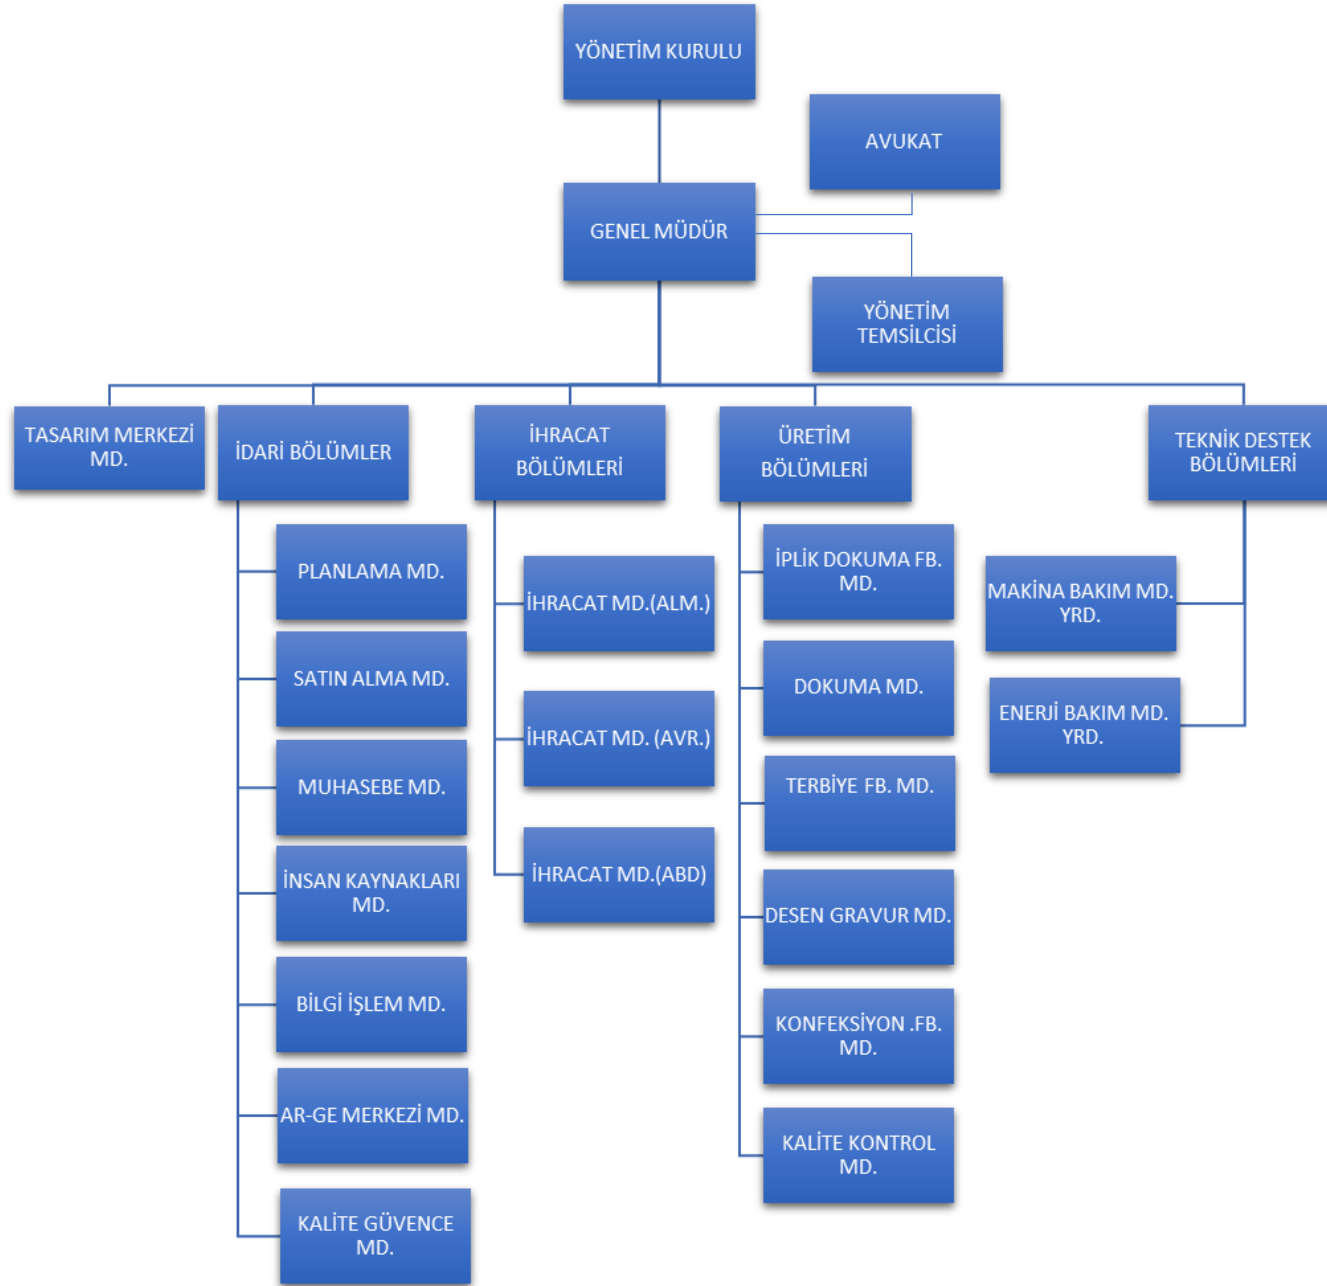 YÖNETİM KURULU
AVUKAT
GENEL MÜDÜR
YÖNETİM
TEMSİLCİSİ
TASARIM MERKEZİ
MD.
İDARİ BÖLÜMLER
İHRACAT
BÖLÜMLERİ
ÜRETİM
BÖLÜMLERİ
TEKNİK DESTEK
BÖLÜMLERİ
PLANLAMA MD.
SATIN ALMA MD.
MUHASEBE MD.
İNSAN KAYNAKLARI
MD.
BİLGİ İŞLEM MD.
AR-GE MERKEZİ MD.
KALİTE GÜVENCE
MD.
İHRACAT MD.(ALM.)
İHRACAT MD. (AVR.)
İHRACAT MD.(ABD)
İPLİK DOKUMA FB.
MD.
DOKUMA MD.
TERBİYE FB. MD.
DESEN GRAVUR MD.
KONFEKSİYON .FB.
MD.
KALİTE KONTROL
MD.
MAKİNA BAKIM MD.
YRD.
ENERJİ BAKIM MD.
YRD.